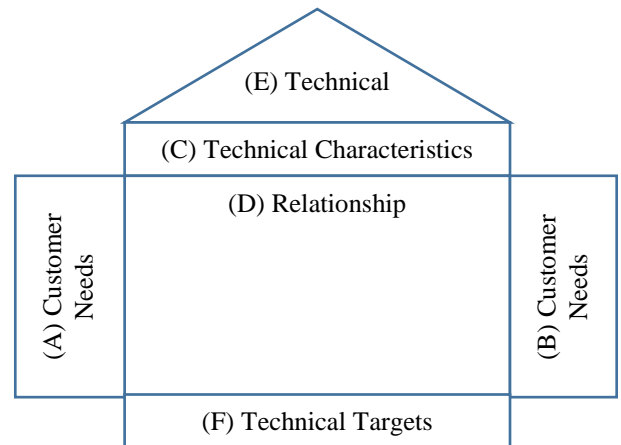 (E) Technical
(C) Technical Characteristics
(D) Relationship
(A) Customer
Needs
(B) Customer
Needs
(F) Technical Targets